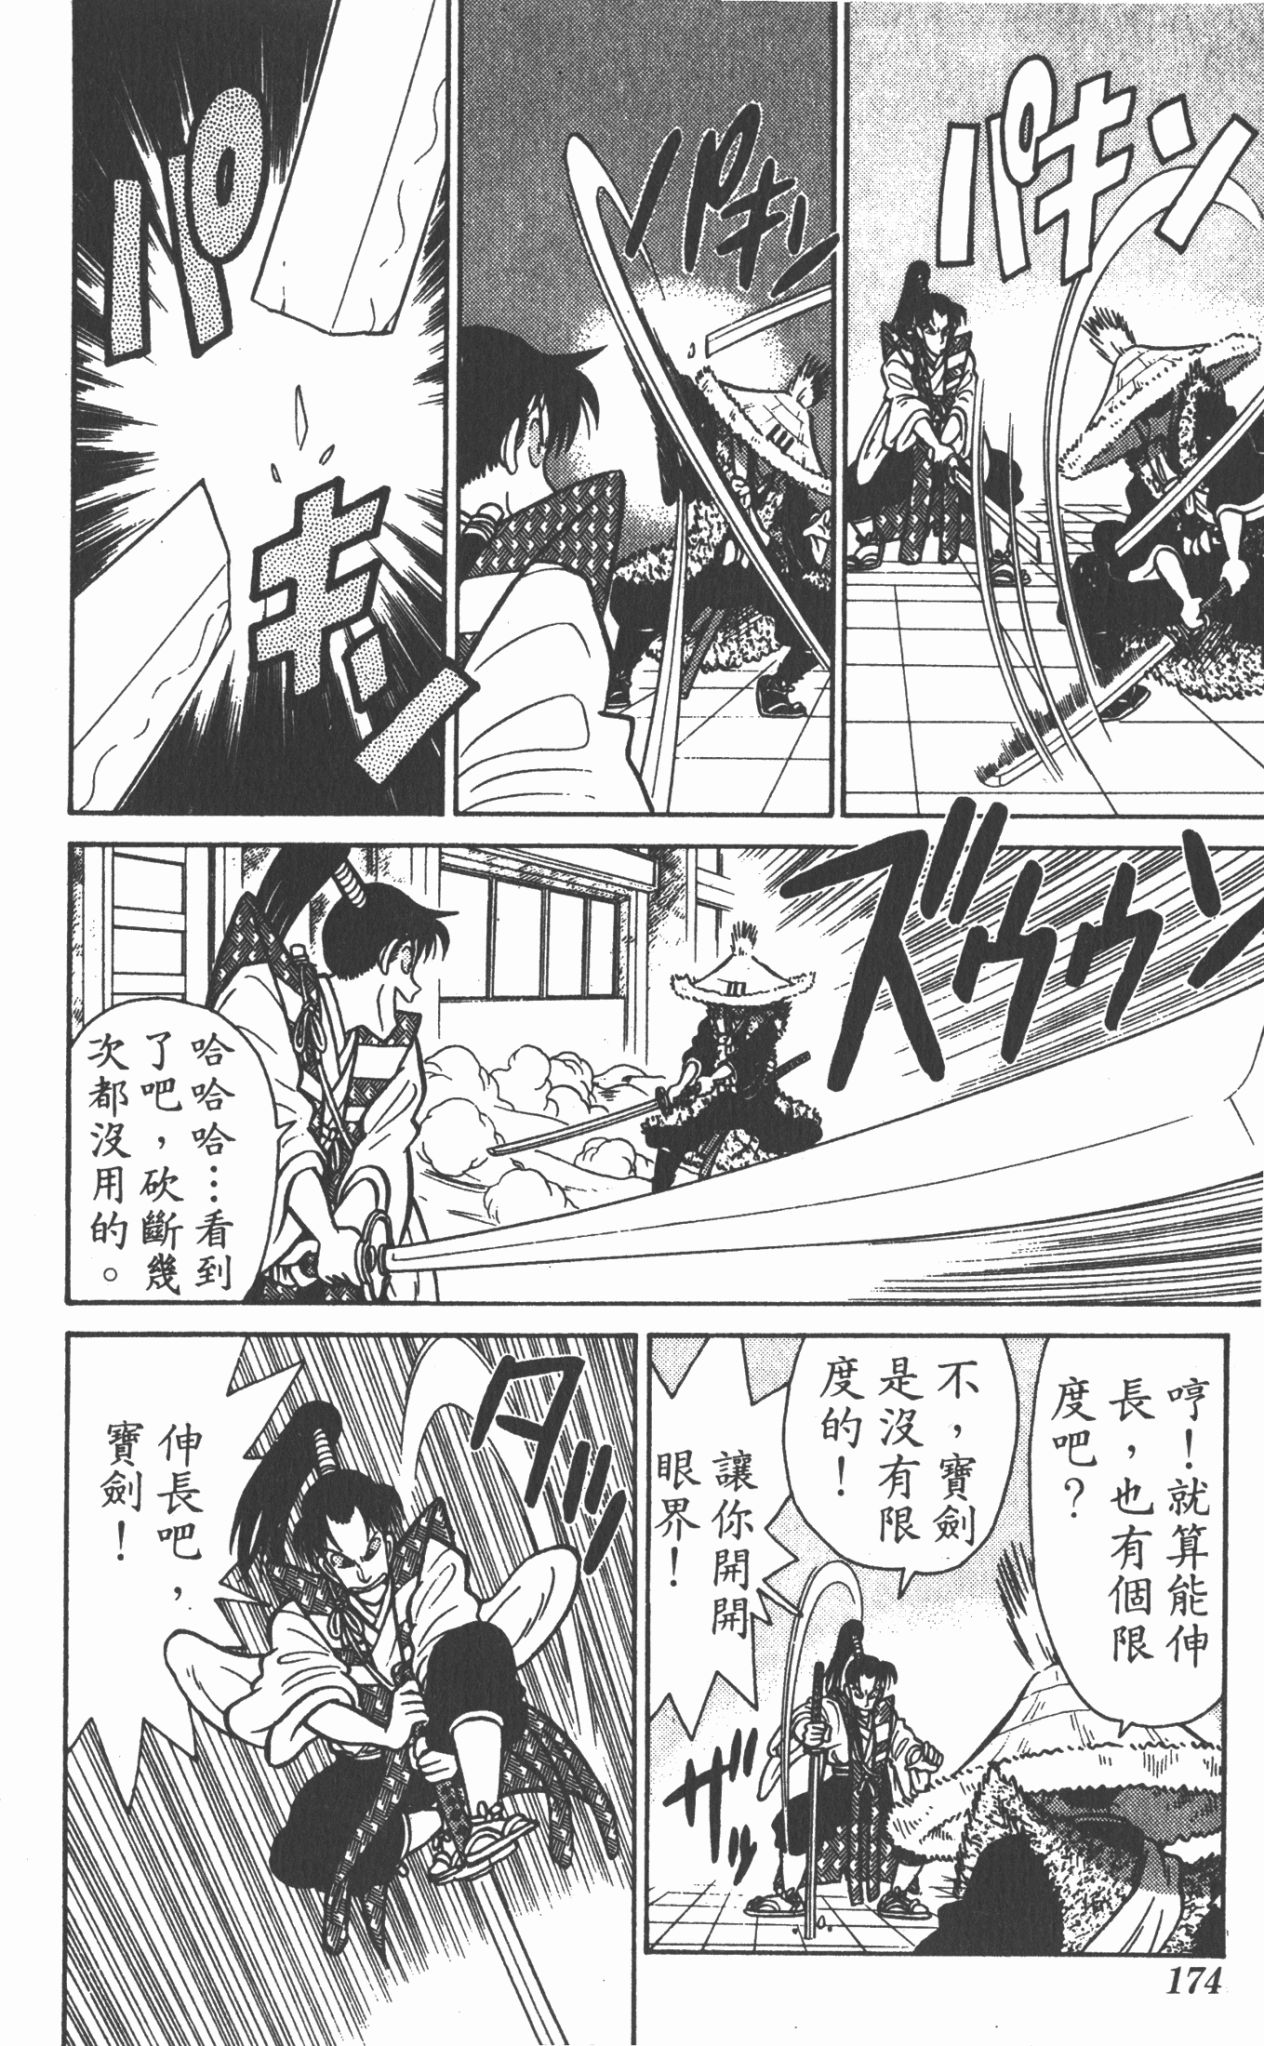 パキン
パキン
パキン
ズウウン
哈哈哈…看到
了吧，砍斷幾
次都沒用的。
哼！就算能伸
長，也有個限
度吧？
不，寶劍
是沒有限
度的！
讓你開開
眼界！
ザッ
タッ
伸長吧，
寶劍！
174